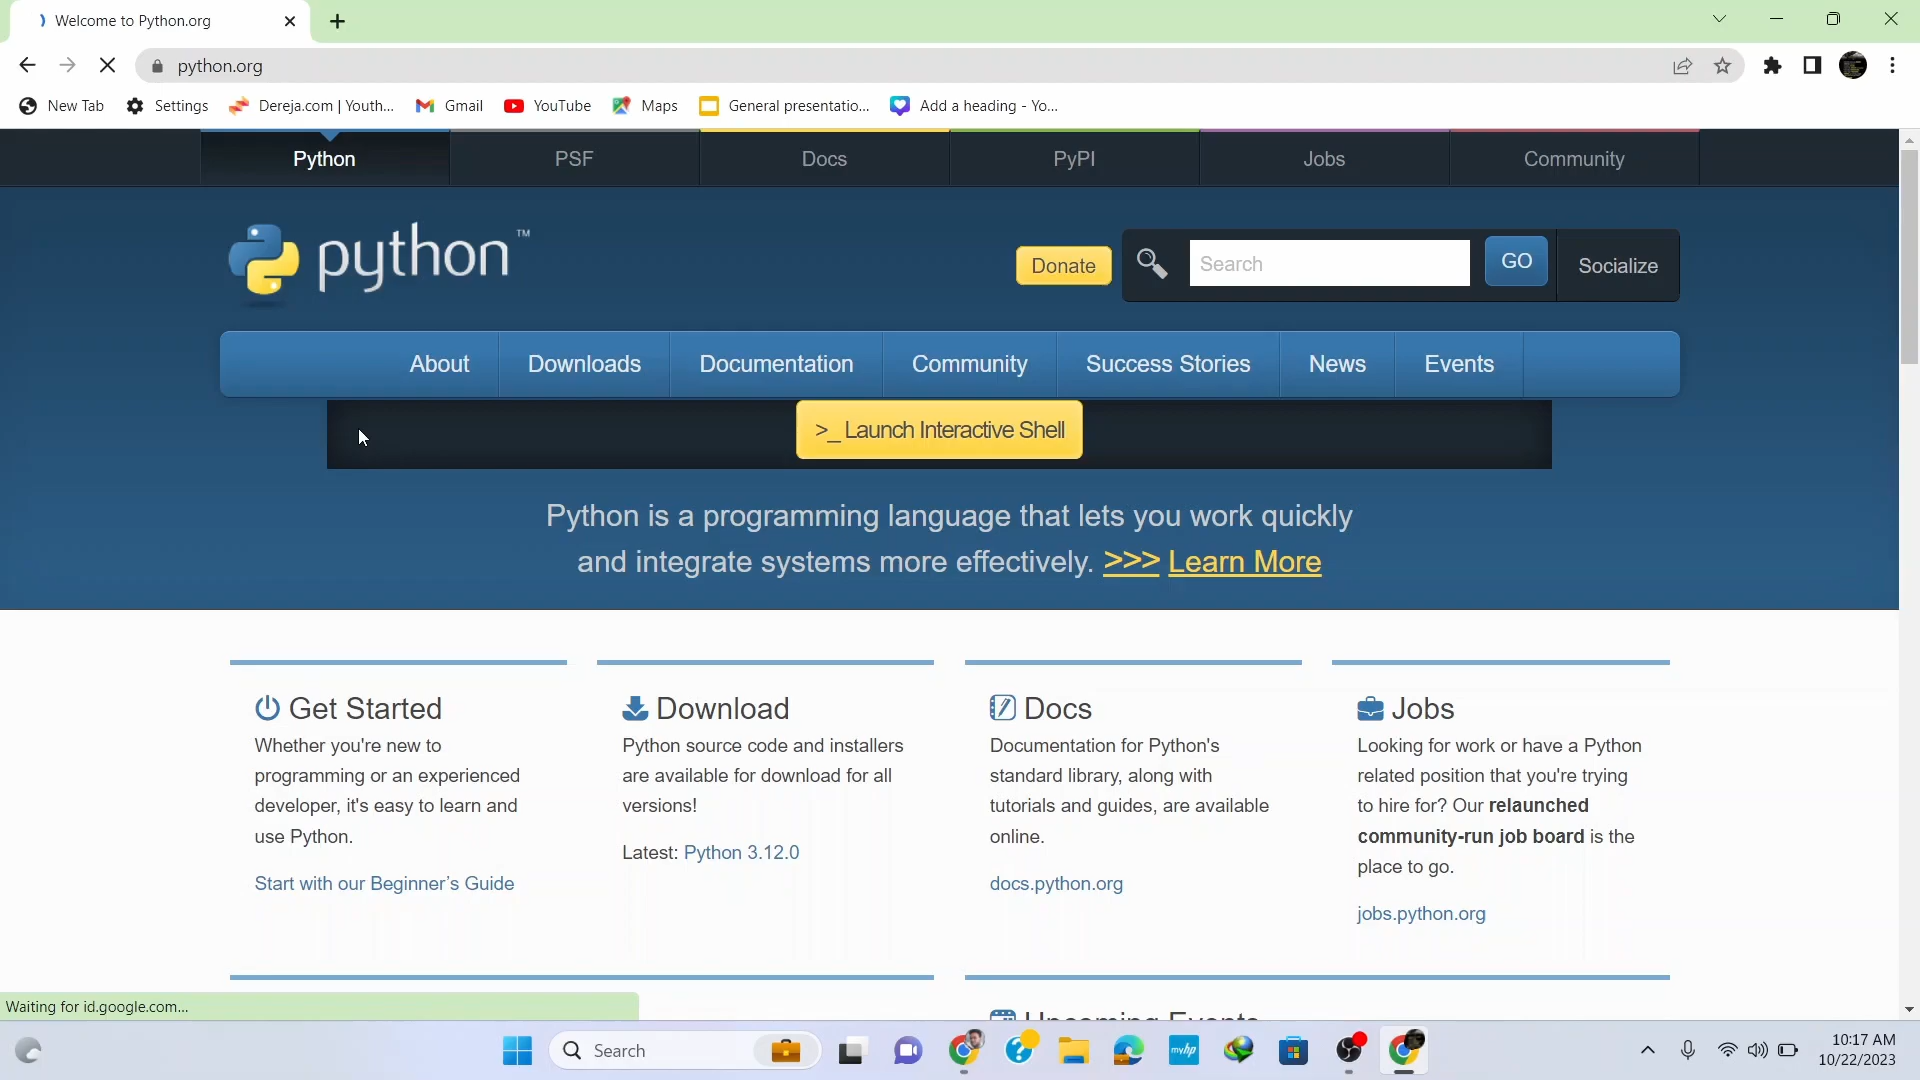 Welcome to Python.org
python.org
New Tab Settings Dereja.com | Youth... Gmail YouTube Maps General presentatio... Add a heading - Yo...
Python PSF Docs PyPI Jobs Community
python™
Donate Search GO Socialize
About Downloads Documentation Community Success Stories News Events
>_ Launch Interactive Shell
Python is a programming language that lets you work quickly
and integrate systems more effectively. >>> Learn More
Get Started
Whether you're new to
programming or an experienced
developer, it's easy to learn and
use Python.
Start with our Beginner's Guide
Download
Python source code and installers
are available for download for all
versions!
Latest: Python 3.12.0
Docs
Documentation for Python's
standard library, along with
tutorials and guides, are available
online.
docs.python.org
Jobs
Looking for work or have a Python
related position that you're trying
to hire for? Our relaunched
community-run job board is the
place to go.
jobs.python.org
Upcoming Events
Waiting for id.google.com...
Search
myhp
10:17 AM
10/22/2023